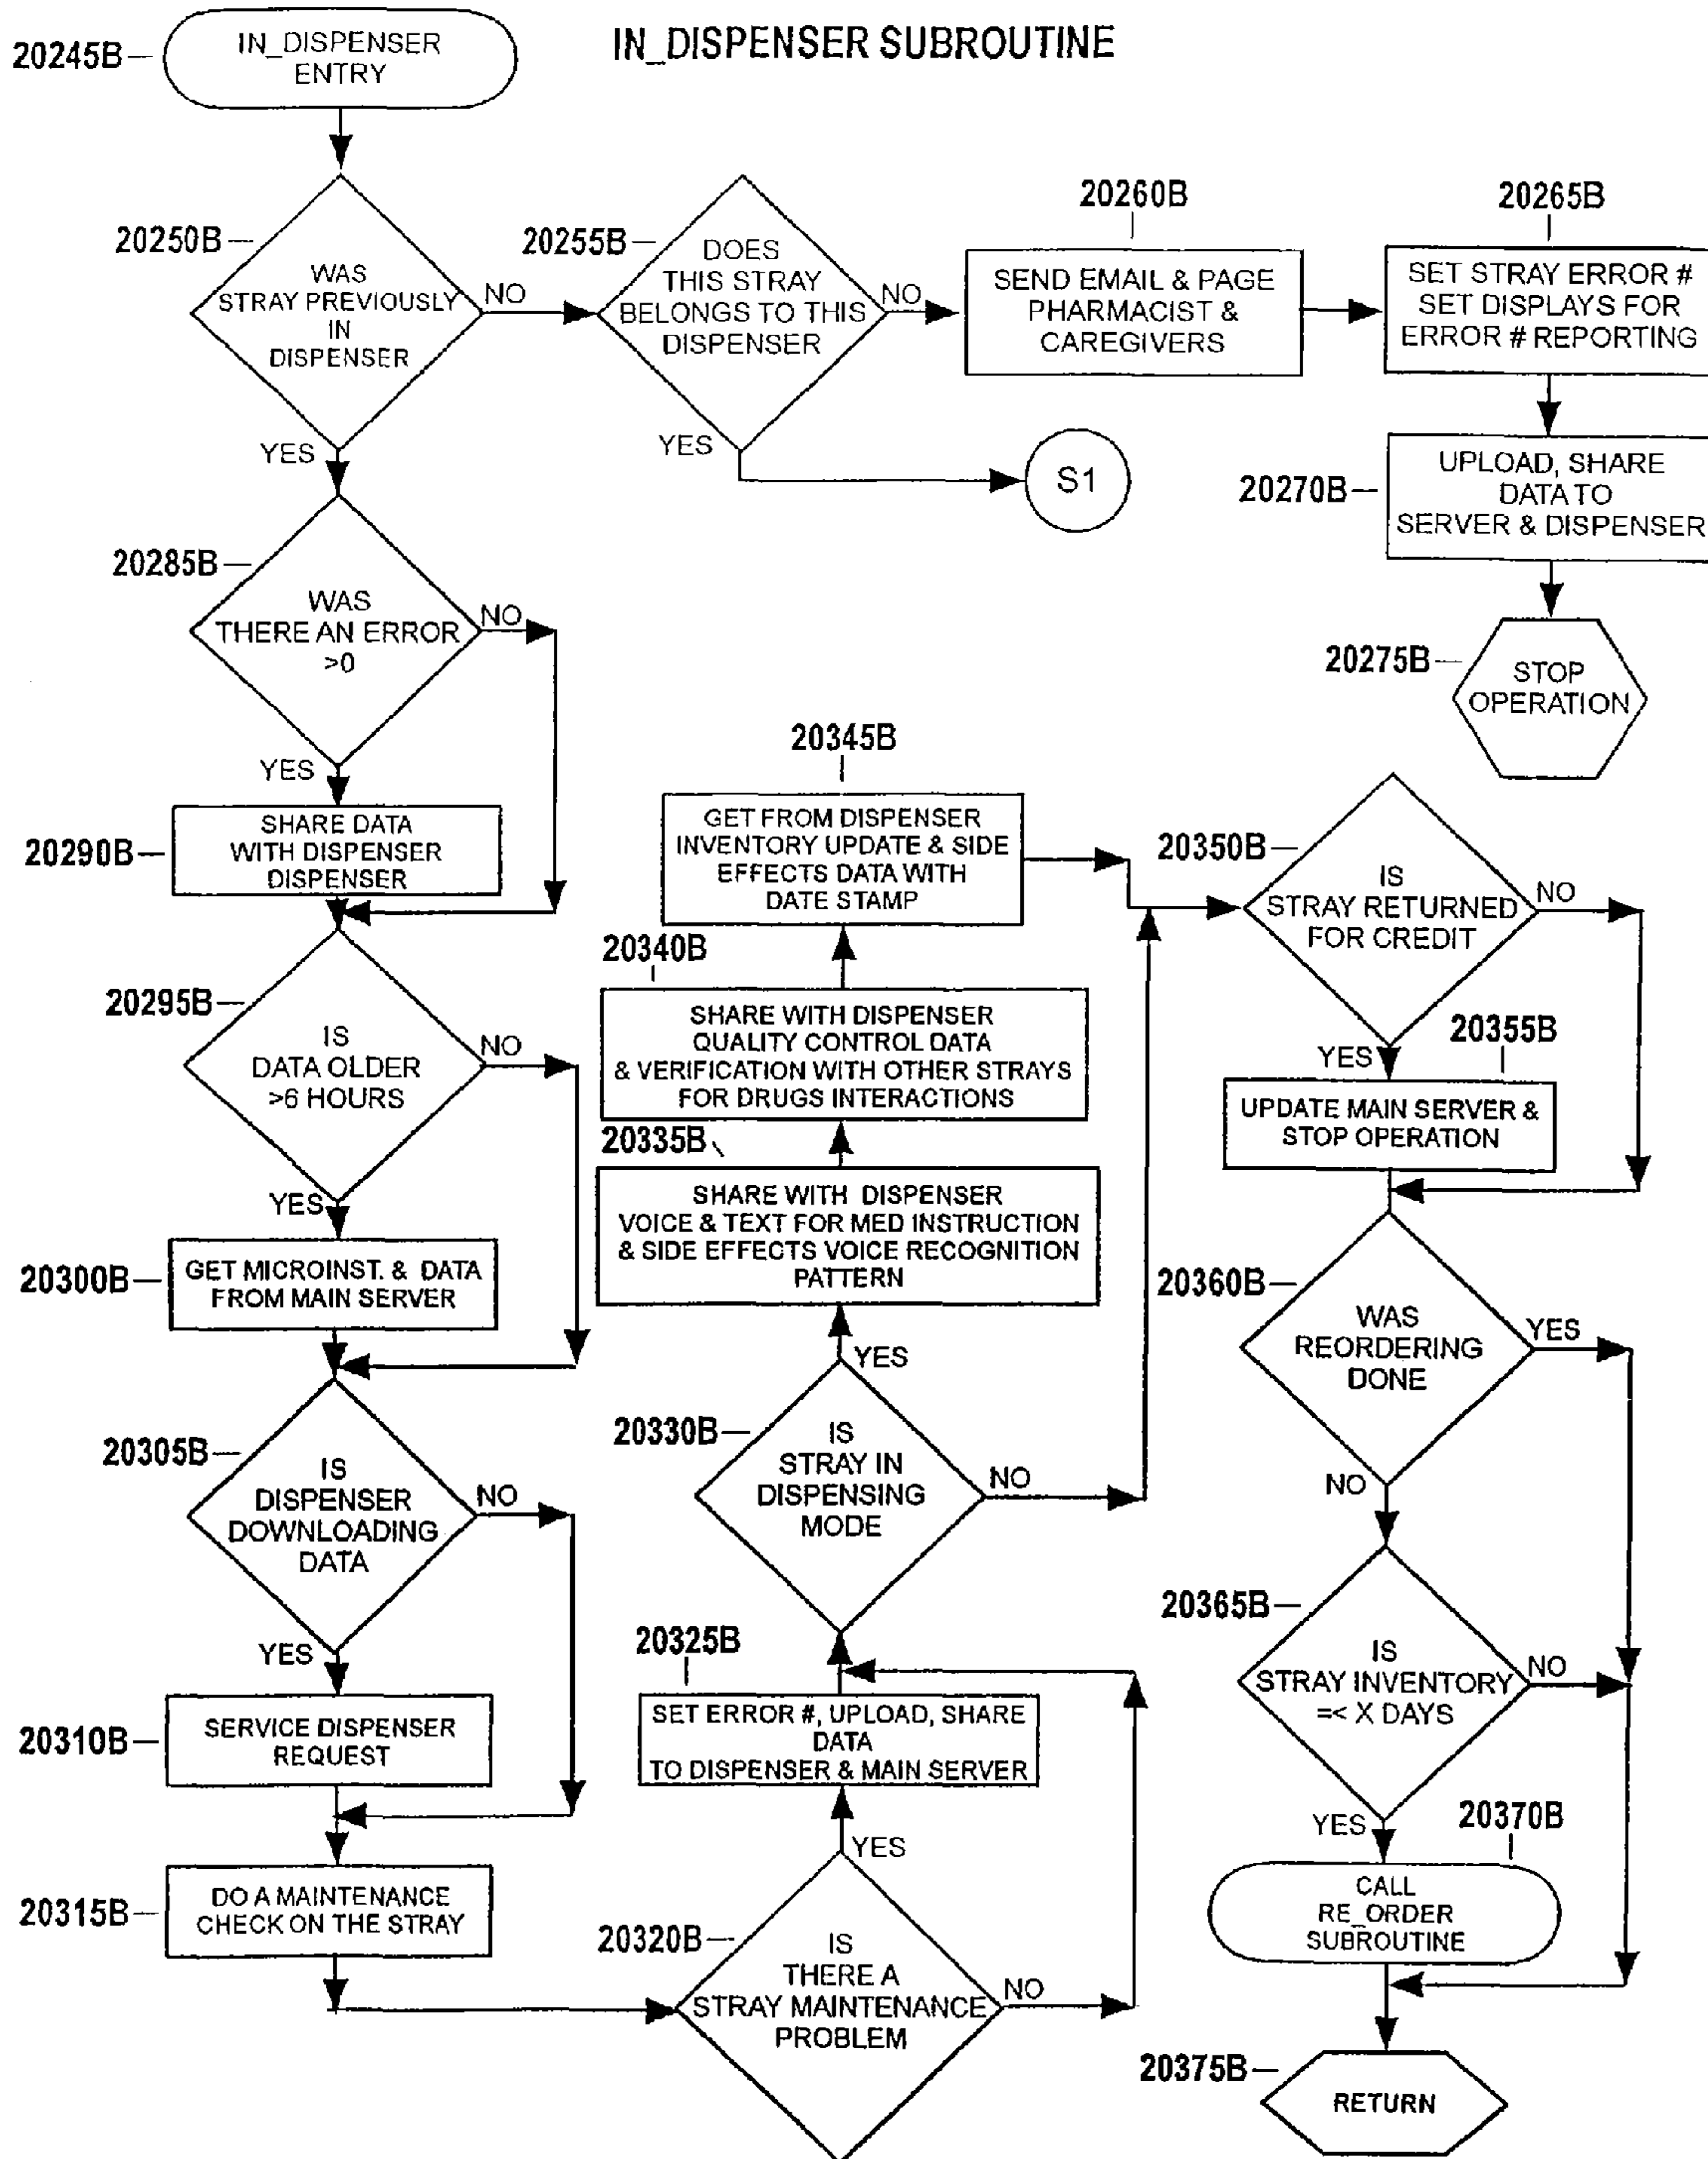 IN_DISPENSER SUBROUTINE
20245B
IN_DISPENSER
ENTRY
20250B
WAS
STRAY PREVIOUSLY
IN
DISPENSER
NO
YES
20255B
DOES
THIS STRAY
BELONGS TO THIS
DISPENSER
NO
YES
S1
20260B
SEND EMAIL & PAGE
PHARMACIST &
CAREGIVERS
20265B
SET STRAY ERROR #
SET DISPLAYS FOR
ERROR # REPORTING
20270B
UPLOAD, SHARE
DATA TO
SERVER & DISPENSER
20275B
STOP
OPERATION
20285B
WAS
THERE AN ERROR
>0
NO
YES
20290B
SHARE DATA
WITH DISPENSER
DISPENSER
20295B
IS
DATA OLDER
>6 HOURS
NO
YES
20300B
GET MICROINST. & DATA
FROM MAIN SERVER
20305B
IS
DISPENSER
DOWNLOADING
DATA
NO
YES
20310B
SERVICE DISPENSER
REQUEST
20315B
DO A MAINTENANCE
CHECK ON THE STRAY
20320B
IS
THERE A
STRAY MAINTENANCE
PROBLEM
NO
YES
20325B
SET ERROR #, UPLOAD, SHARE
DATA
TO DISPENSER & MAIN SERVER
20330B
IS
STRAY IN
DISPENSING
MODE
NO
YES
20335B
SHARE WITH DISPENSER
VOICE & TEXT FOR MED INSTRUCTION
& SIDE EFFECTS VOICE RECOGNITION
PATTERN
20340B
SHARE WITH DISPENSER
QUALITY CONTROL DATA
& VERIFICATION WITH OTHER STRAYS
FOR DRUGS INTERACTIONS
20345B
GET FROM DISPENSER
INVENTORY UPDATE & SIDE
EFFECTS DATA WITH
DATE STAMP
20350B
IS
STRAY RETURNED
FOR CREDIT
NO
YES
20355B
UPDATE MAIN SERVER &
STOP OPERATION
20360B
WAS
REORDERING
DONE
YES
NO
20365B
IS
STRAY INVENTORY
=< X DAYS
NO
YES
20370B
CALL
RE_ORDER
SUBROUTINE
20375B
RETURN